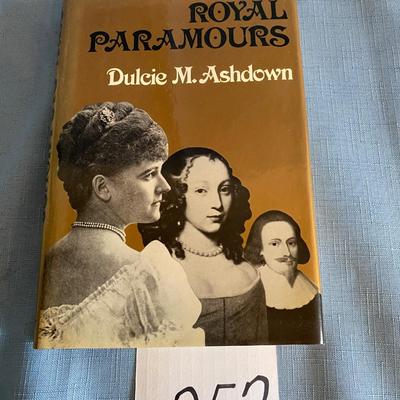 ROYAL
PARAMOURS
Dulcie M. Ashdown